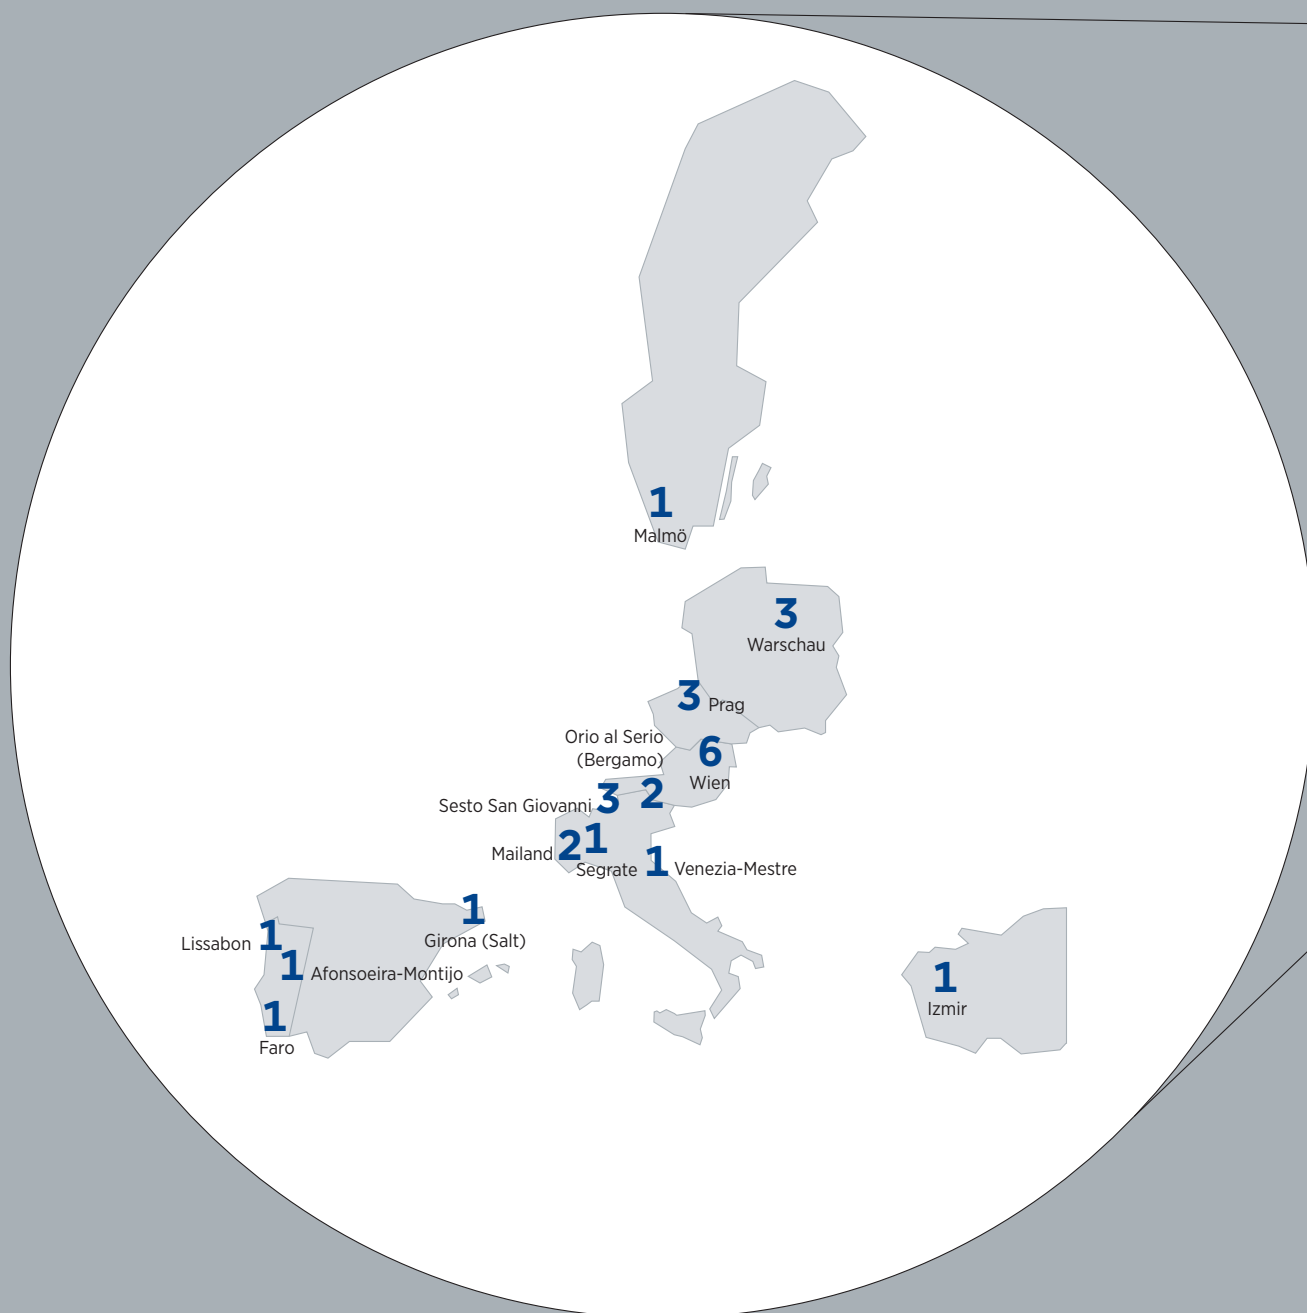 1
Malmö
3
Warschau
3 Prag
Orio al Serio
(Bergamo)
6
Wien
2
Sesto San Giovanni 3
Mailand 2
1
Segrate
1 Venezia-Mestre
1
Girona (Salt)
Lissabon 1
1 Afonsoeira-Montijo
1
Faro
1
Izmir